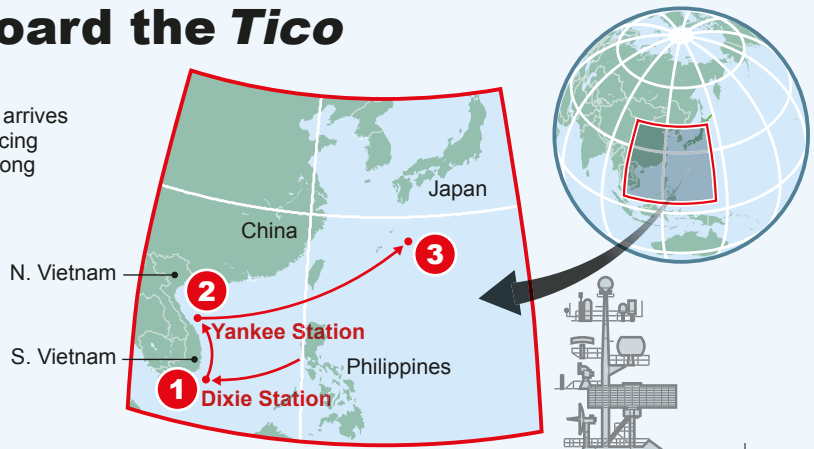 oard the Tico
arrives
cing
ong
Japan
China
3
N. Vietnam
2
Yankee Station
S. Vietnam
Philippines
1
Dixie Station